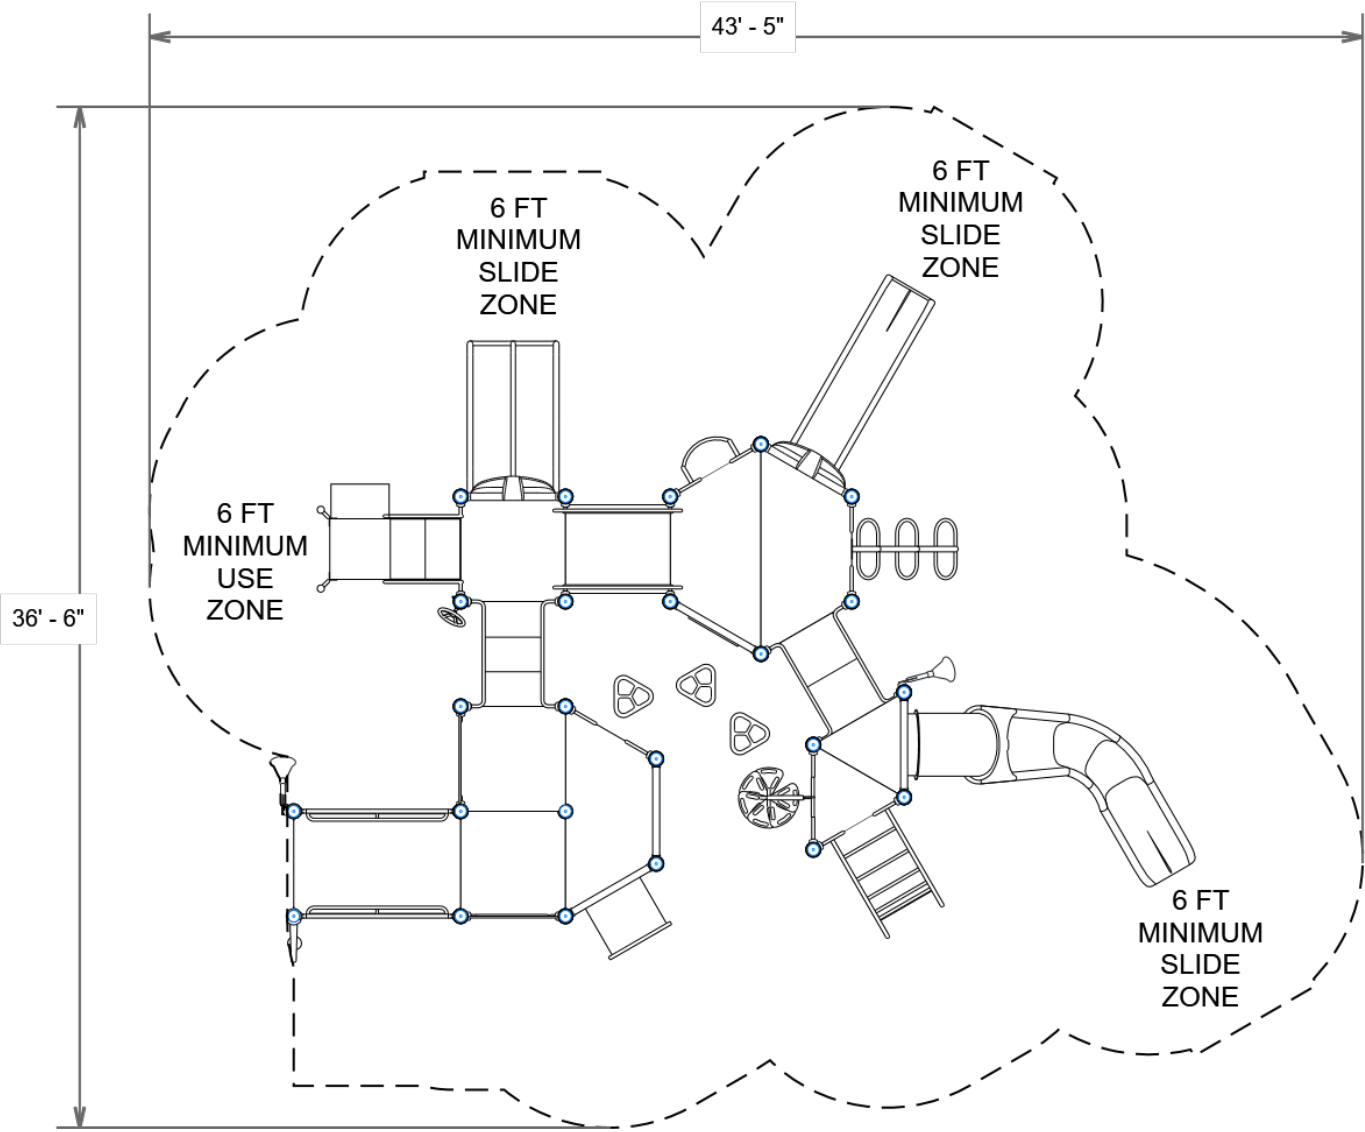 43' - 5"
6 FT
MINIMUM
SLIDE
ZONE
6 FT
MINIMUM
SLIDE
ZONE
6 FT
MINIMUM
USE
ZONE
36' - 6"
6 FT
MINIMUM
SLIDE
ZONE